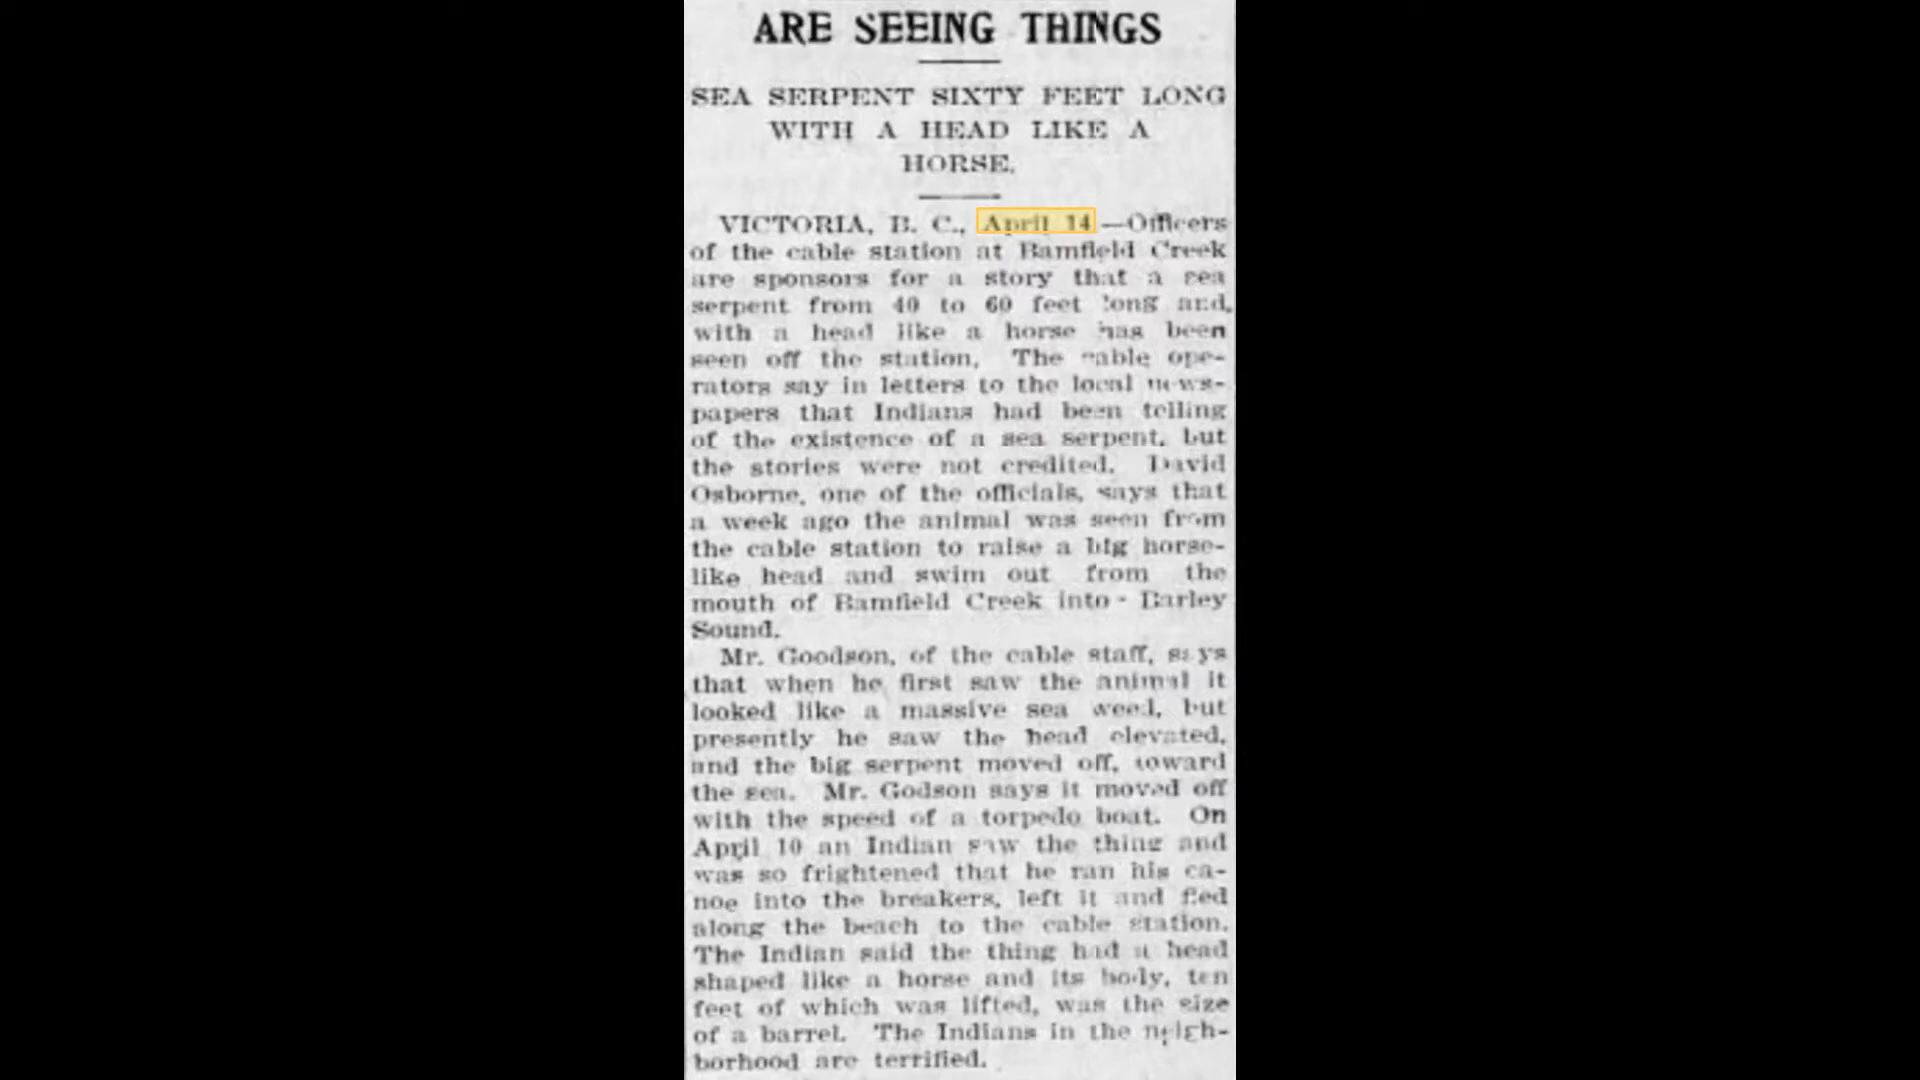 ARE SEEING THINGS
SEA SERPENT SIXTY FEET LONG
WITH A HEAD LIKE A
HORSE.
VICTORIA, B. C., April 14—Officers
of the cable station at Bamfield Creek
are sponsors for a story that a sea
serpent from 40 to 60 feet long and,
with a head like a horse has been
seen off the station, The cable ope-
rators say in letters to the local news-
papers that Indians had been telling
of the existence of a sea serpent, but
the stories were not credited. David
Osborne, one of the officials, says that
a week ago the animal was seen from
the cable station to raise a big horse-
like head and swim out from the
mouth of Bamfield Creek into - Barley
Sound.
Mr. Goodson, of the cable staff, says
that when he first saw the animal it
looked like a massive sea weed, but
presently he saw the head elevated,
and the big serpent moved off, toward
the sea. Mr. Godson says it moved off
with the speed of a torpedo boat. On
April 10 an Indian saw the thing and
was so frightened that he ran his ca-
noe into the breakers, left it and fled
along the beach to the cable station.
The Indian said the thing had a head
shaped like a horse and its body, ten
feet of which was lifted, was the size
of a barrel. The Indians in the neigh-
borhood are terrified.